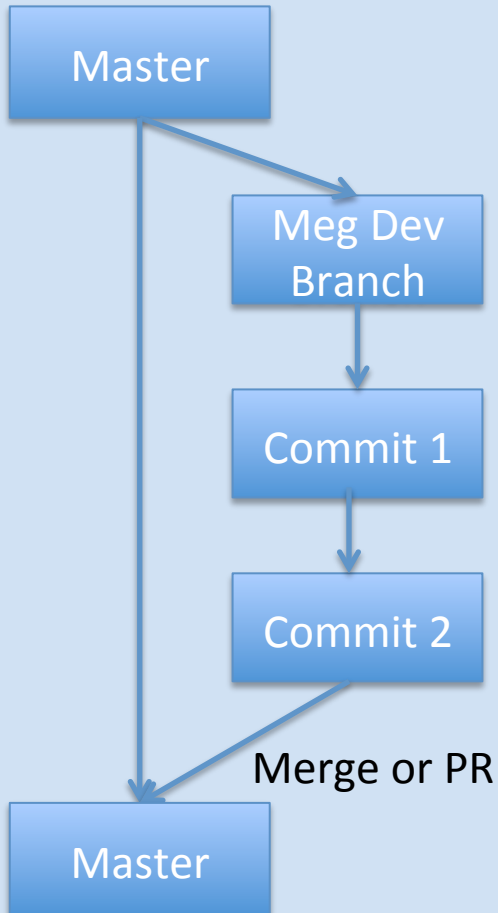 Master
Meg Dev
Branch
Commit 1
Commit 2
Merge or PR
Master